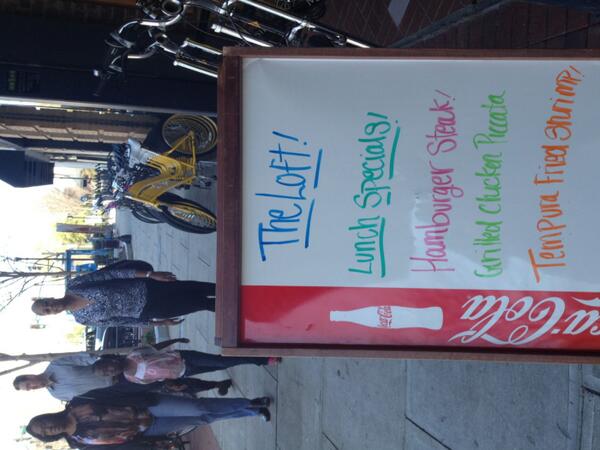 The Loft!
Lunch Specials!
Hamburger Steak!
Grilled Chicken Piccata
Tempura Fried Shrimp!
Coca-Cola